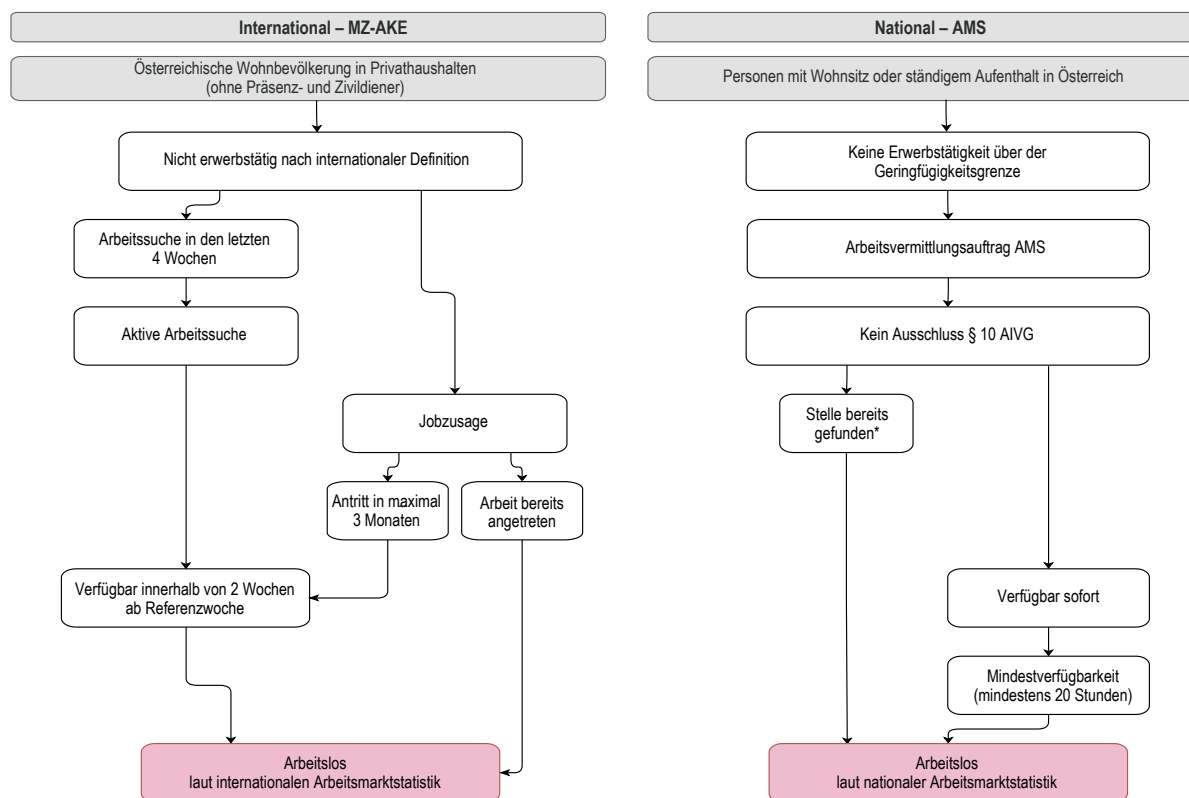 International – MZ-AKE
Österreichische Wohnbevölkerung in Privathaushalten
(ohne Präsenz- und Zivildiener)
Nicht erwerbstätig nach internationaler Definition
Arbeitssuche in den letzten
4 Wochen
Aktive Arbeitssuche
Jobzusage
Antritt in maximal
3 Monaten
Arbeit bereits
angetreten
Verfügbar innerhalb von 2 Wochen
ab Referenzwoche
Arbeitslos
laut internationalen Arbeitsmarktstatistik
National – AMS
Personen mit Wohnsitz oder ständigem Aufenthalt in Österreich
Keine Erwerbstätigkeit über der
Geringfügigkeitsgrenze
Arbeitsvermittlungsauftrag AMS
Kein Ausschluss § 10 AIVG
Stelle bereits
gefunden*
Verfügbar sofort
Mindestverfügbarkeit
(mindestens 20 Stunden)
Arbeitslos
laut nationaler Arbeitsmarktstatistik